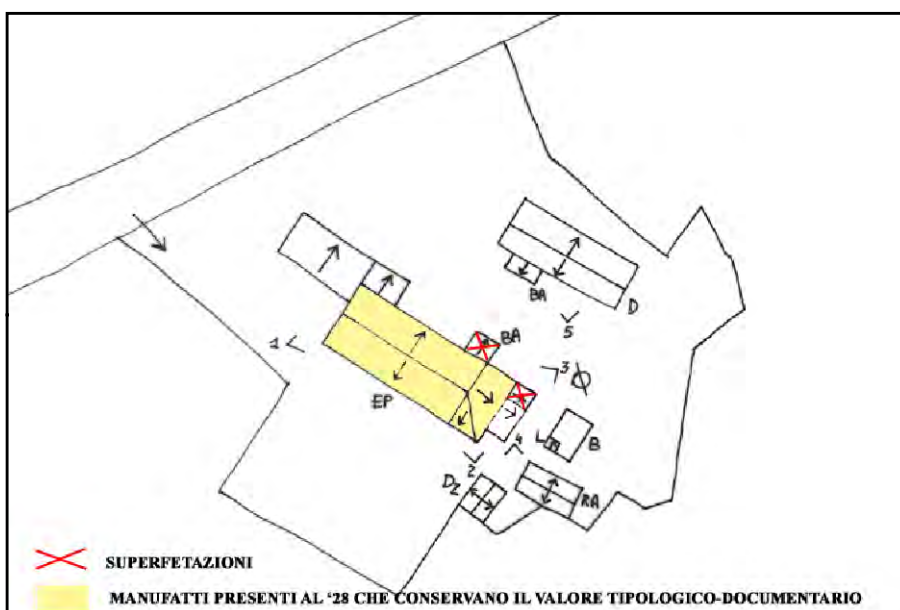 BA
BA
D
5
1
3
EP
B
4
2
DZ
RA
SUPERFETAZIONI
MANUFATTI PRESENTI AL ‘28 CHE CONSERVANO IL VALORE TIPOLOGICO-DOCUMENTARIO